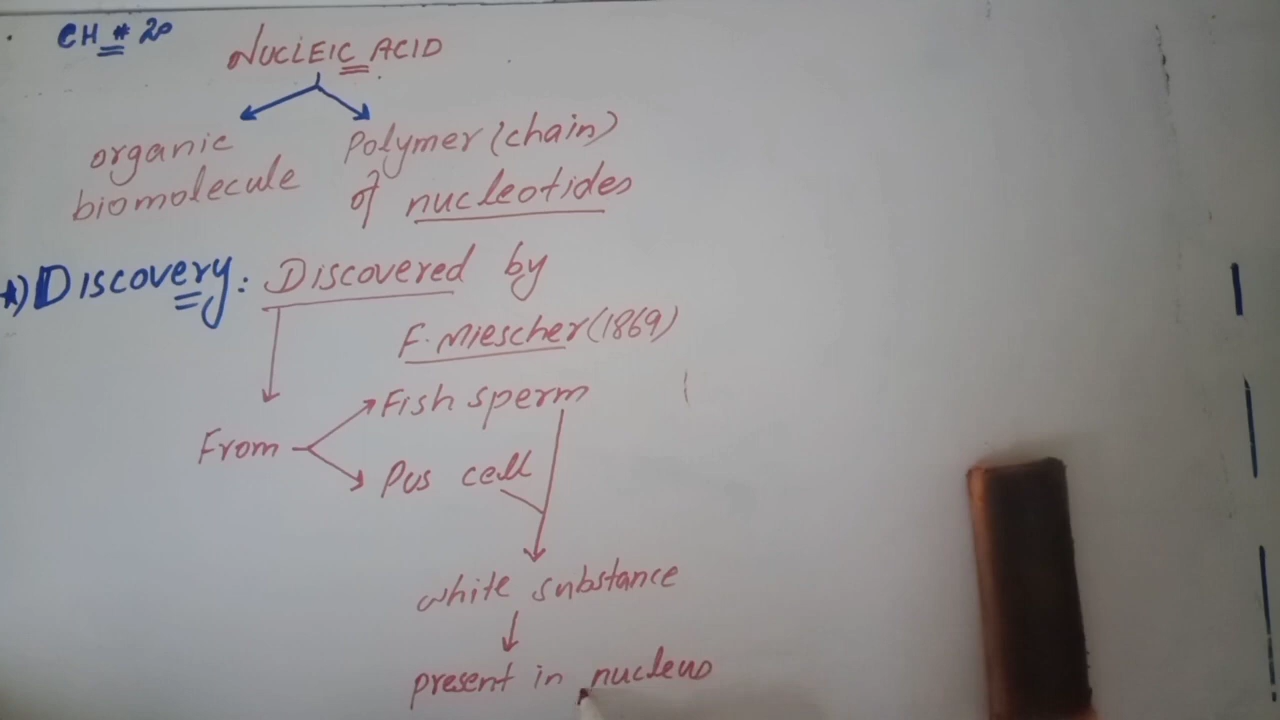 CH # 20
NUCLEIC ACID
organic biomolecule
Polymer (chain) of nucleotides
*) Discovery: Discovered by
F. Miescher (1869)
From
Fish sperm
Pus cell
white substance
present in nucleus